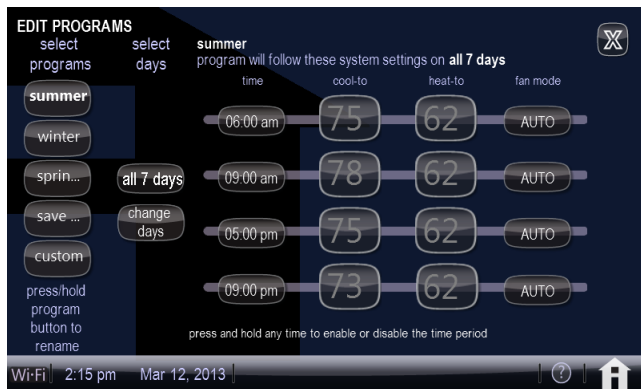 EDIT PROGRAMS
select programs
select days
summer
winter
sprin...
save ...
custom
press/hold
program
button to
rename
all 7 days
change
days
summer
program will follow these system settings on all 7 days
time cool-to heat-to fan mode
06:00 am 75 62 AUTO
09:00 am 78 62 AUTO
05:00 pm 75 62 AUTO
09:00 pm 73 62 AUTO
press and hold any time to enable or disable the time period
X
Wi-Fi 2:15 pm Mar 12, 2013 ?